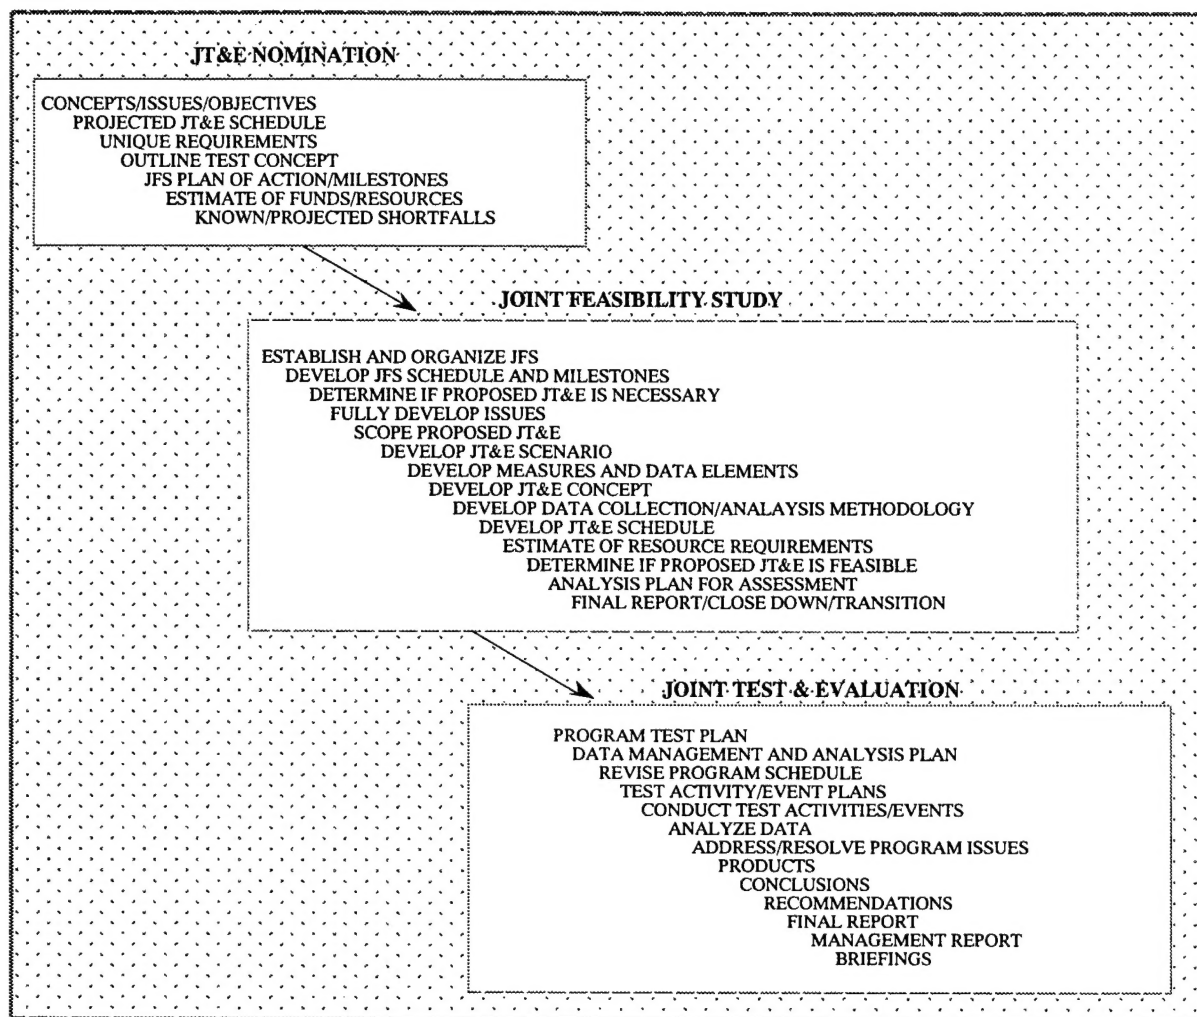 JT&E NOMINATION
CONCEPTS/ISSUES/OBJECTIVES
PROJECTED JT&E SCHEDULE
UNIQUE REQUIREMENTS
OUTLINE TEST CONCEPT
JFS PLAN OF ACTION/MILESTONES
ESTIMATE OF FUNDS/RESOURCES
KNOWN/PROJECTED SHORTFALLS
JOINT FEASIBILITY STUDY
ESTABLISH AND ORGANIZE JFS
DEVELOP JFS SCHEDULE AND MILESTONES
DETERMINE IF PROPOSED JT&E IS NECESSARY
FULLY DEVELOP ISSUES
SCOPE PROPOSED JT&E
DEVELOP JT&E SCENARIO
DEVELOP MEASURES AND DATA ELEMENTS
DEVELOP JT&E CONCEPT
DEVELOP DATA COLLECTION/ANALAYSIS METHODOLOGY
DEVELOP JT&E SCHEDULE
ESTIMATE OF RESOURCE REQUIREMENTS
DETERMINE IF PROPOSED JT&E IS FEASIBLE
ANALYSIS PLAN FOR ASSESSMENT
FINAL REPORT/CLOSE DOWN/TRANSITION
JOINT TEST & EVALUATION
PROGRAM TEST PLAN
DATA MANAGEMENT AND ANALYSIS PLAN
REVISE PROGRAM SCHEDULE
TEST ACTIVITY/EVENT PLANS
CONDUCT TEST ACTIVITIES/EVENTS
ANALYZE DATA
ADDRESS/RESOLVE PROGRAM ISSUES
PRODUCTS
CONCLUSIONS
RECOMMENDATIONS
FINAL REPORT
MANAGEMENT REPORT
BRIEFINGS